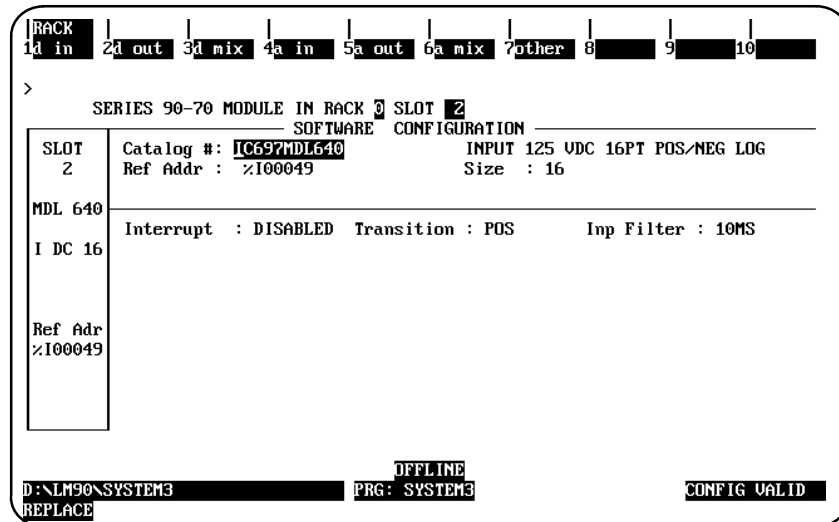 RACK
1d in 2d out 3d mix 4a in 5a out 6a mix 7other 8 9 10
>
SERIES 90-70 MODULE IN RACK 0 SLOT 2
SOFTWARE CONFIGURATION
SLOT
2
MDL 640
I DC 16
Ref Adr
%I00049
Catalog #: IC697MDL640 INPUT 125 VDC 16PT POS/NEG LOG
Ref Addr : %I00049 Size : 16
Interrupt : DISABLED Transition : POS Inp Filter : 10MS
OFFLINE
D:\LM90\SYSTEM3 PRG: SYSTEM3 CONFIG VALID
REPLACE